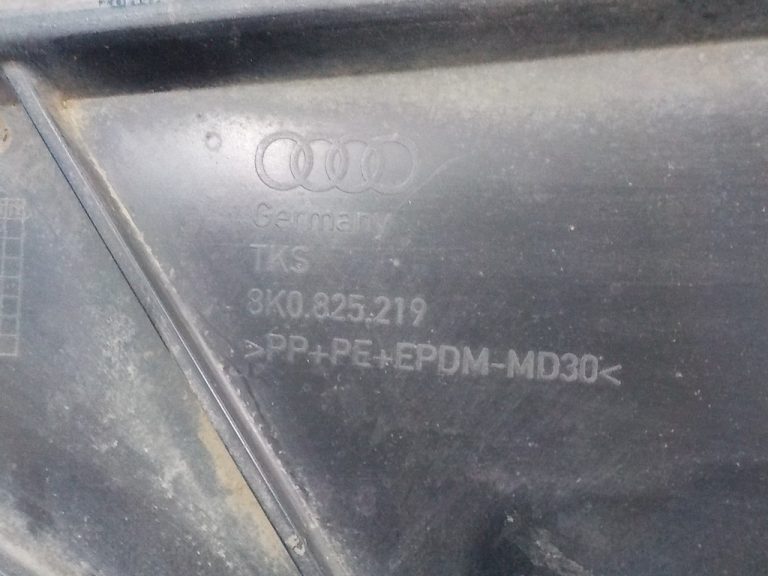 Germany
TKS
8K0.825.219
>PP+PE+EPDM-MD30<